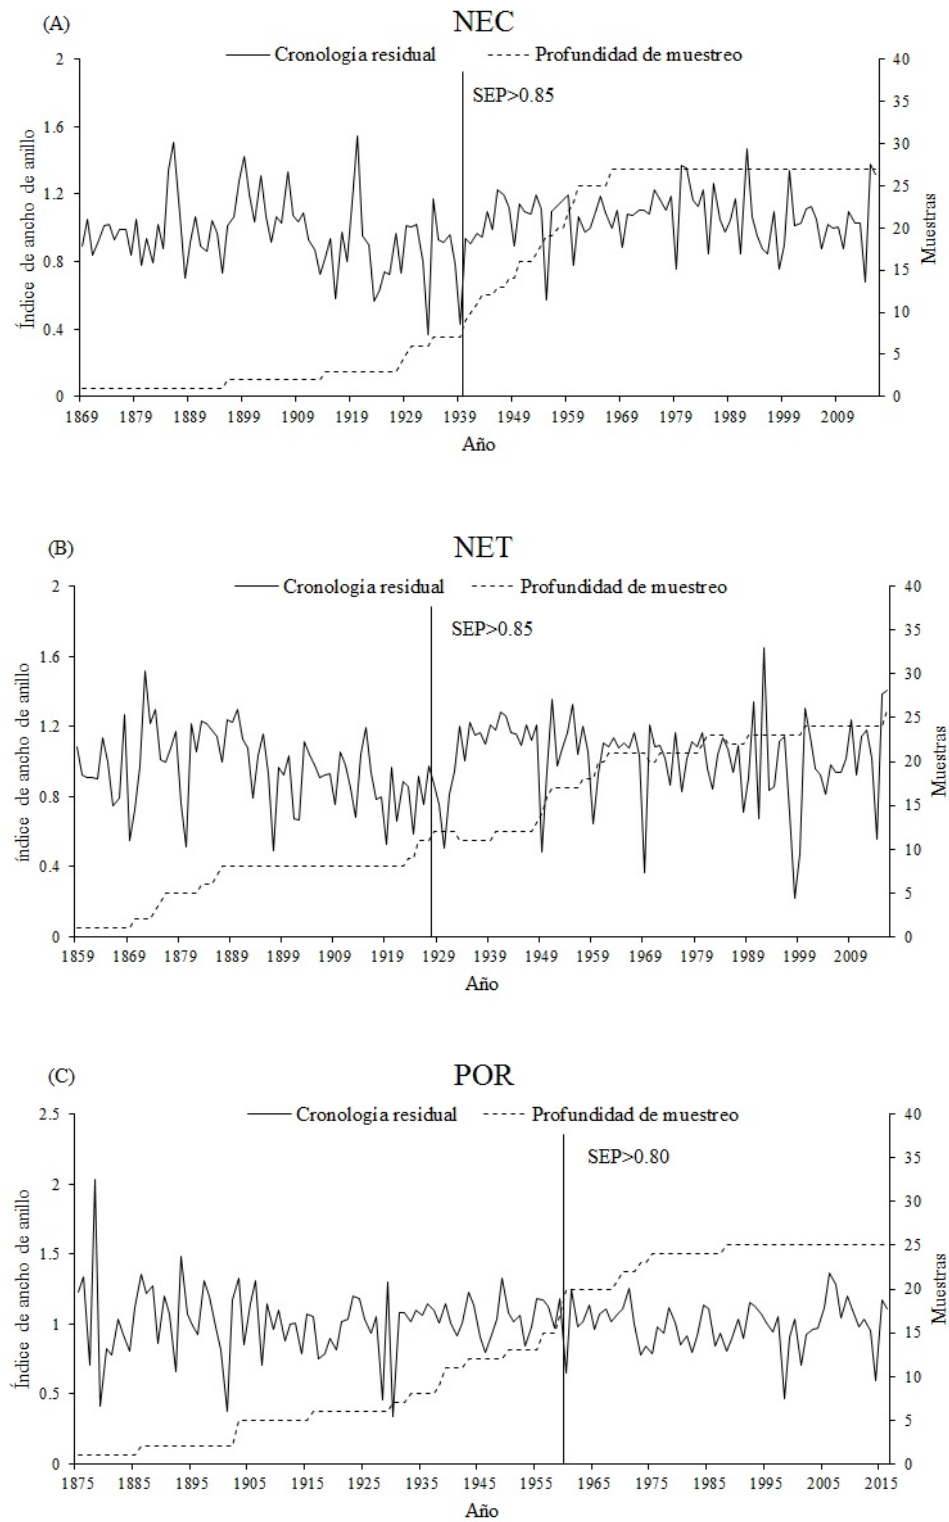 (A)
NEC
Cronología residual
Profundidad de muestreo
SEP>0.85
2
1.6
1.2
0.8
0.4
0
Índice de ancho de anillo
40
35
30
25
20
15
10
5
0
Muestras
1869 1879 1889 1899 1909 1919 1929 1939 1949 1959 1969 1979 1989 1999 2009
Año
(B)
NET
Cronología residual
Profundidad de muestreo
SEP>0.85
2
1.6
1.2
0.8
0.4
0
índice de ancho de anillo
40
35
30
25
20
15
10
5
0
Muestras
1859 1869 1879 1889 1899 1909 1919 1929 1939 1949 1959 1969 1979 1989 1999 2009
Año
(C)
POR
Cronología residual
Profundidad de muestreo
SEP>0.80
2.5
2
1.5
1
0.5
0
Índice de ancho de anillo
40
35
30
25
20
15
10
5
0
Muestras
1875 1885 1895 1905 1915 1925 1935 1945 1955 1965 1975 1985 1995 2005 2015
Año